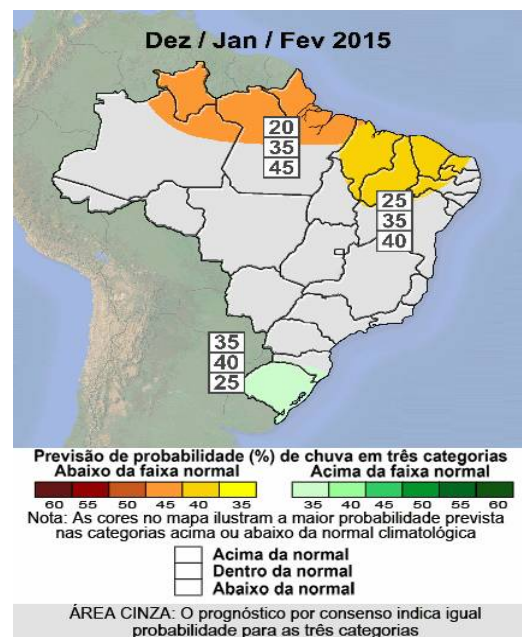 Dez / Jan / Fev 2015
20
35
45
25
35
40
35
40
25
Previsão de probabilidade (%) de chuva em três categorias
Abaixo da faixa normal Acima da faixa normal
60 55 50 45 40 35 35 40 45 50 55 60
Nota: As cores no mapa ilustram a maior probabilidade prevista
nas categorias acima ou abaixo da normal climatológica
Acima da normal
Dentro da normal
Abaixo da normal
ÁREA CINZA: O prognóstico por consenso indica igual
probabilidade para as três categorias